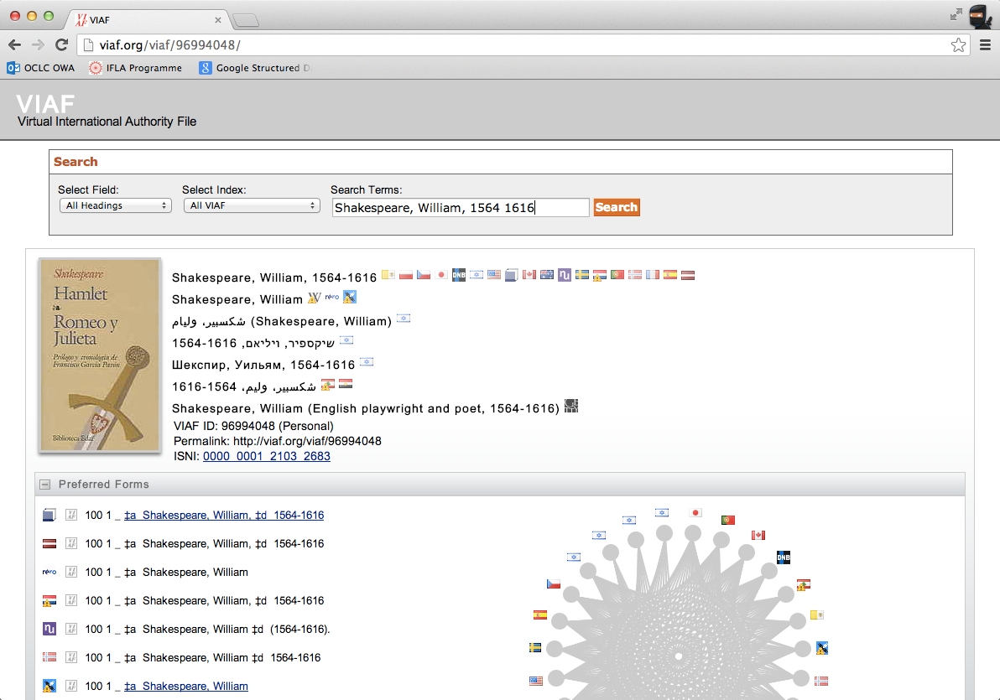 VIAF
viaf.org/viaf/96994048/
OCLC OWA
IFLA Programme
Google Structured D
VIAF
Virtual International Authority File
Search
Select Field:
Select Index:
Search Terms:
All Headings
All VIAF
Shakespeare, William, 1564 1616
Search
Shakespeare
Hamlet
Romeo y
Julieta
Prólogo y cronología de
Francisco García Pavón
Biblioteca Edaf
Shakespeare, William, 1564-1616
DNB
Shakespeare, William
réro
شكسبير، وليام (Shakespeare, William)
שיקספיר, ויליאם, 1564-1616
Шекспир, Уильям, 1564-1616
شكسبير، وليم، 1564-1616
Shakespeare, William (English playwright and poet, 1564-1616)
VIAF ID: 96994048 (Personal)
Permalink: http://viaf.org/viaf/96994048
ISNI: 0000 0001 2103 2683
Preferred Forms
100 1 _ ‡a Shakespeare, William, ‡d 1564-1616
100 1 _ ‡a Shakespeare, William, ‡d 1564-1616
réro 100 1 _ ‡a Shakespeare, William
100 1 _ ‡a Shakespeare, William, ‡d 1564-1616
100 1 _ ‡a Shakespeare, William ‡d (1564-1616).
100 1 _ ‡a Shakespeare, William ‡d 1564-1616
100 1 _ ‡a Shakespeare, William
DNB